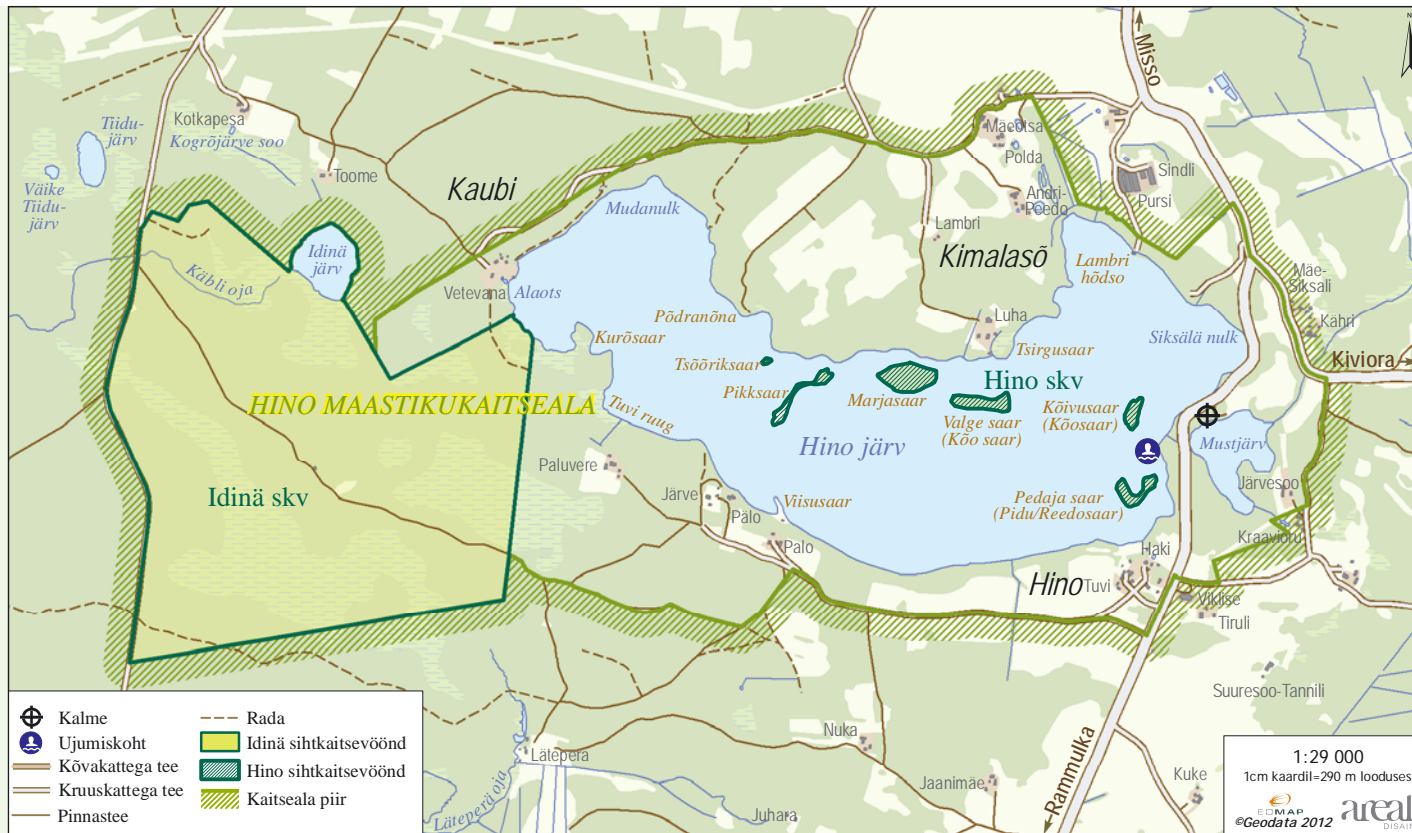 N
Misso
Kotkapesa
Kogrõjärve soo
Tiidu-
järv
Väike
Tiidu-
järv
Toome
Kaubi
Mudanulk
Mäeotsa
Polda
Andri-
Peedo
Sindli
Pursi
Lambri
Kimalasõ
Lambri
hõdso
Idinä
järv
Käbli oja
Vetevana
Alaots
Mäe-
Siksali
Kähri
Kiviora
Põdranõna
Kurõsaar
Luha
Tsirgusaar
Siksälä nulk
Tsõõriksaar
Pikksaar
Marjasaar
Hino skv
Valge saar
(Kõo saar)
Kõivusaar
(Kõosaar)
HINO MAASTIKUKAITSEALA
Tuvi ruug
Hino järv
Mustjärv
Idinä skv
Paluvere
Järve
Pälo
Viisusaar
Pedaja saar
(Pidu/Reedosaar)
Järvesoo
Kraavioru
Palo
Haki
Hino
Tuvi
Viklise
Tiruli
Suuresoo-Tannili
Nuka
Lätepera
Läteperä oja
Juhara
Jaanimäe
Rammulka
Kuke
Kalme
Ujumiskoht
Kõvakattega tee
Kruuskattega tee
Pinnastee
Rada
Idinä sihtkaitsevöönd
Hino sihtkaitsevöönd
Kaitseala piir
1:29 000
1cm kaardil=290 m looduses
EOMAP
©Geodata 2012
areal
DISAIN